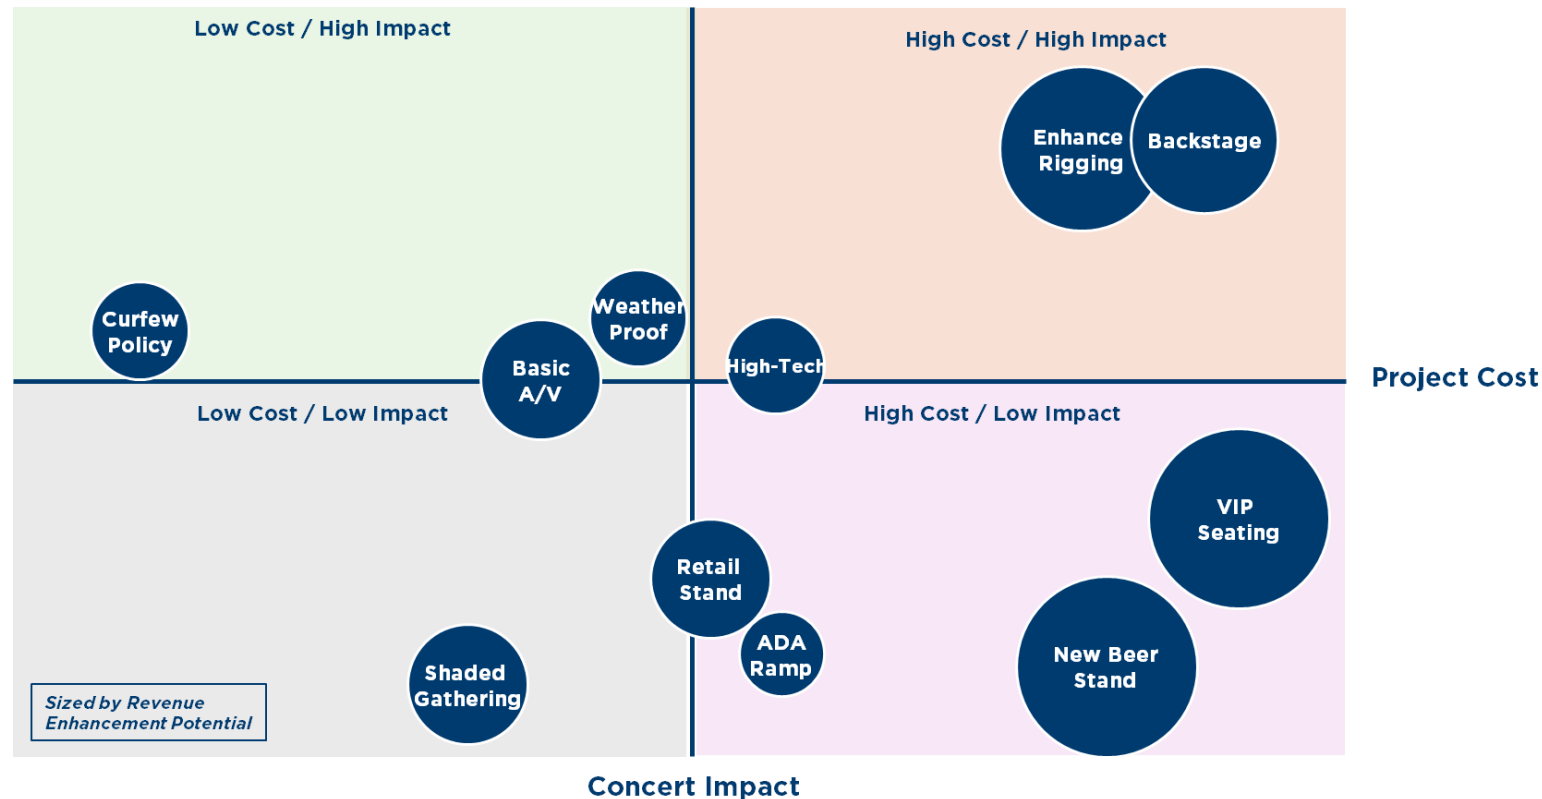 Low Cost / High Impact
High Cost / High Impact
Enhance
Rigging
Backstage
Curfew
Policy
Weather
Proof
Basic
A/V
High-Tech
Project Cost
Low Cost / Low Impact
High Cost / Low Impact
VIP
Seating
Retail
Stand
ADA
Ramp
New Beer
Stand
Shaded
Gathering
Sized by Revenue
Enhancement Potential
Concert Impact